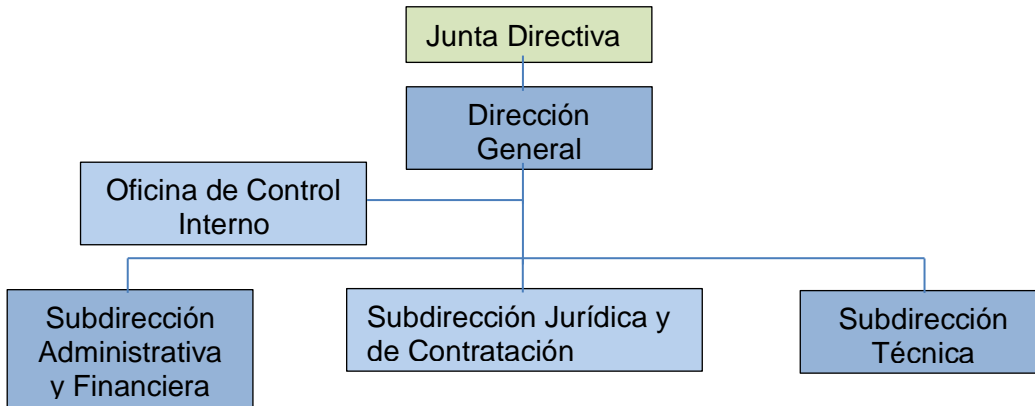 Junta Directiva
Dirección
General
Oficina de Control
Interno
Subdirección
Administrativa
y Financiera
Subdirección Jurídica y
de Contratación
Subdirección
Técnica